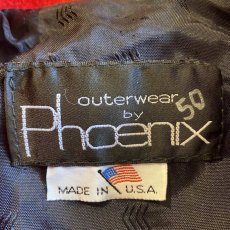 outerwear
by
Phoenix
50
MADE IN U.S.A.